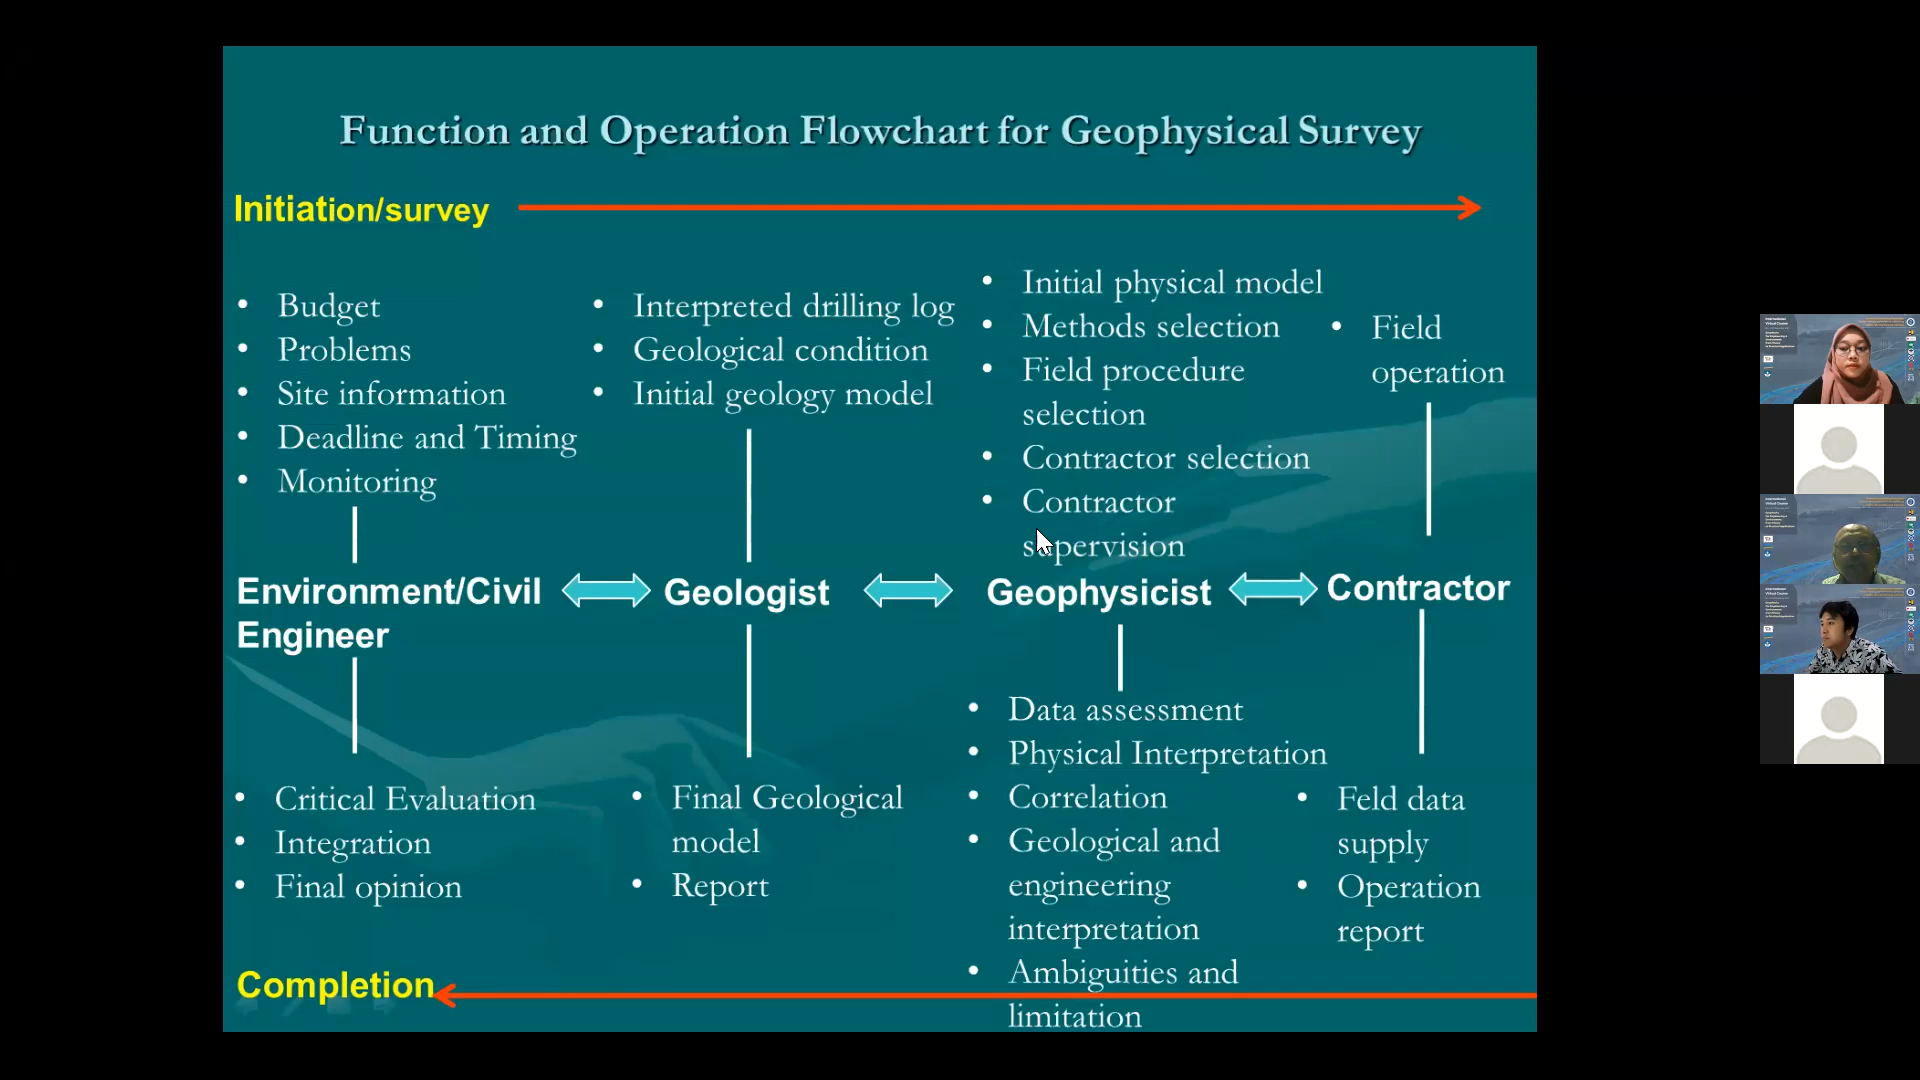 Function and Operation Flowchart for Geophysical Survey
Initiation/survey
• Budget
• Problems
• Site information
• Deadline and Timing
• Monitoring
• Interpreted drilling log
• Geological condition
• Initial geology model
• Initial physical model
• Methods selection
• Field procedure
selection
• Contractor selection
• Contractor
supervision
• Field
operation
Environment/Civil
Engineer
Geologist
Geophysicist
Contractor
• Critical Evaluation
• Integration
• Final opinion
• Final Geological
model
• Report
• Data assessment
• Physical Interpretation
• Correlation
• Geological and
engineering
interpretation
• Ambiguities and
limitation
• Feld data
supply
• Operation
report
Completion